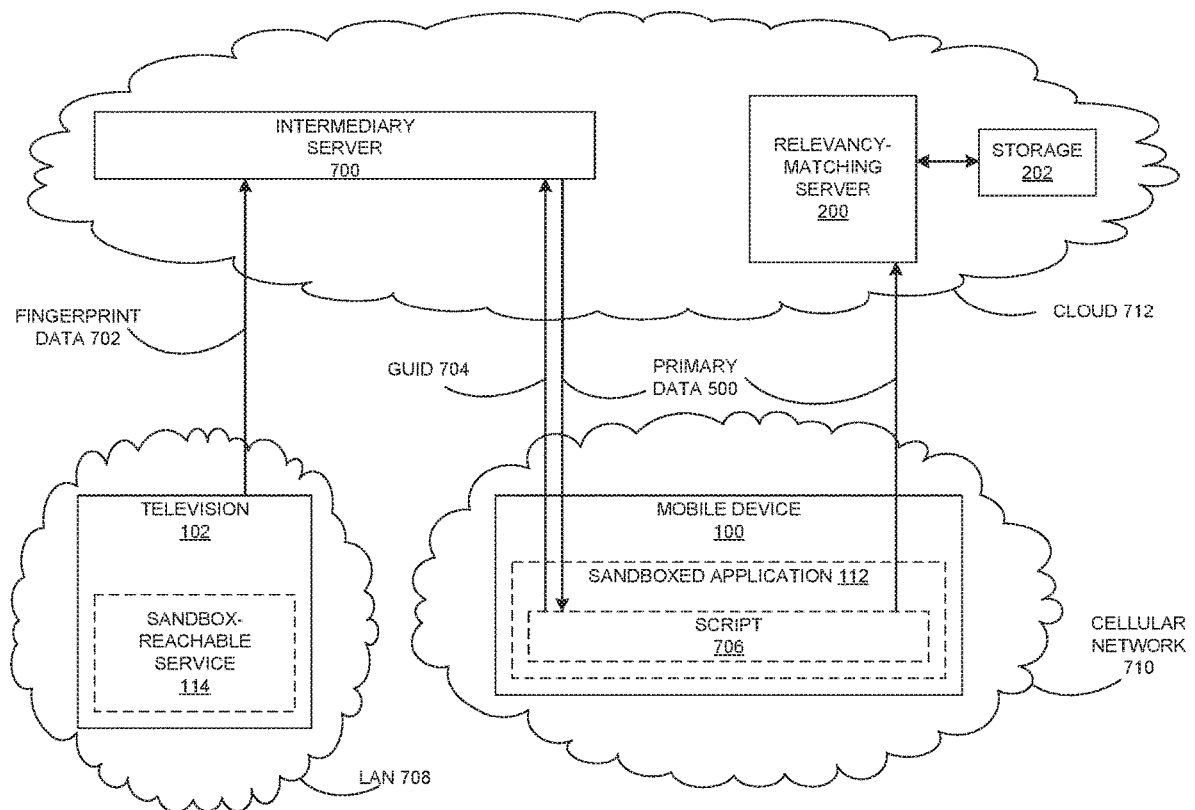 INTERMEDIARY
SERVER
700
RELEVANCY-
MATCHING
SERVER
200
STORAGE
202
FINGERPRINT
DATA 702
GUID 704
PRIMARY
DATA 500
CLOUD 712
TELEVISION
102
SANDBOX-
REACHABLE
SERVICE
114
MOBILE DEVICE
100
SANDBOXED APPLICATION 112
SCRIPT
706
CELLULAR
NETWORK
710
LAN 708